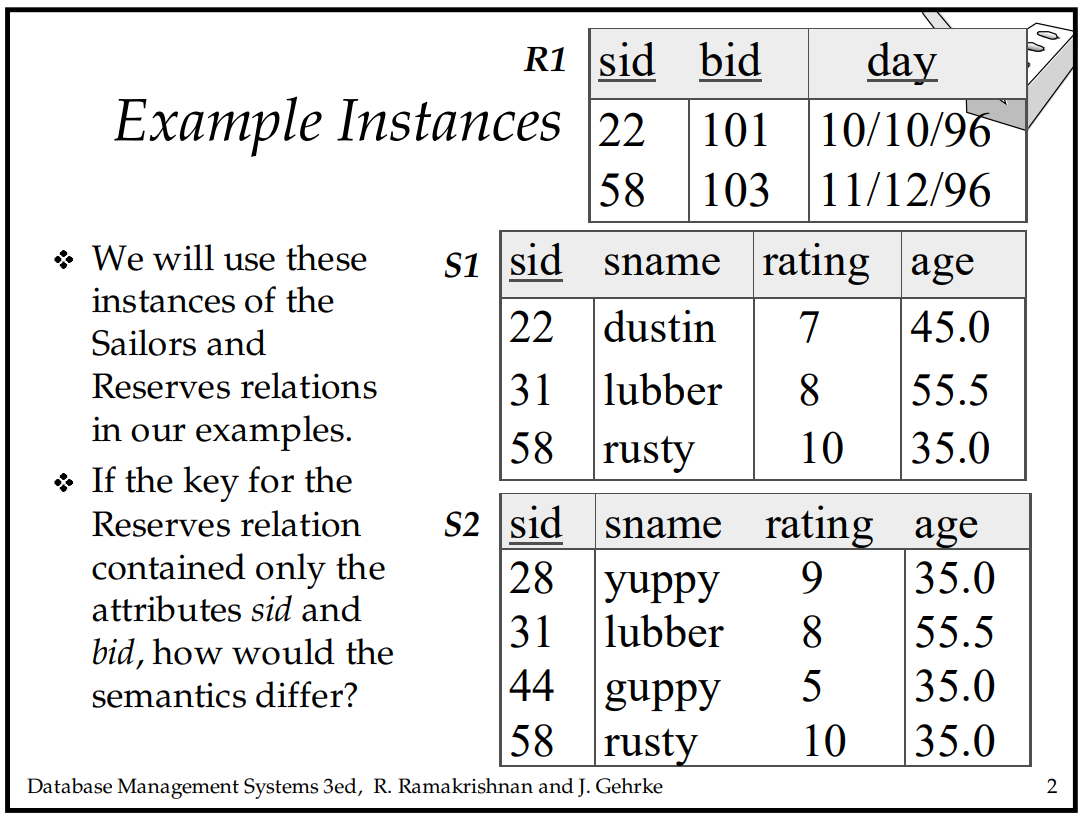 R1
sid bid day
22 101 10/10/96
58 103 11/12/96
Example Instances
We will use these
instances of the
Sailors and
Reserves relations
in our examples.
If the key for the
Reserves relation
contained only the
attributes sid and
bid, how would the
semantics differ?
S1
sid sname rating age
22 dustin 7 45.0
31 lubber 8 55.5
58 rusty 10 35.0
S2
sid sname rating age
28 yuppy 9 35.0
31 lubber 8 55.5
44 guppy 5 35.0
58 rusty 10 35.0
Database Management Systems 3ed, R. Ramakrishnan and J. Gehrke 2